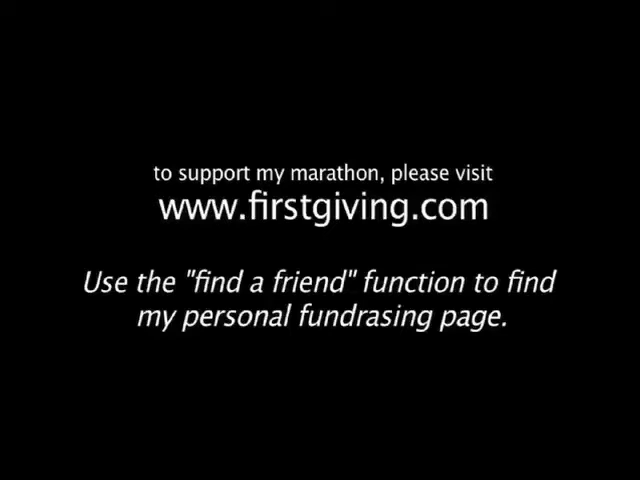 to support my marathon, please visit
www.firstgiving.com
Use the "find a friend" function to find
my personal fundrasing page.